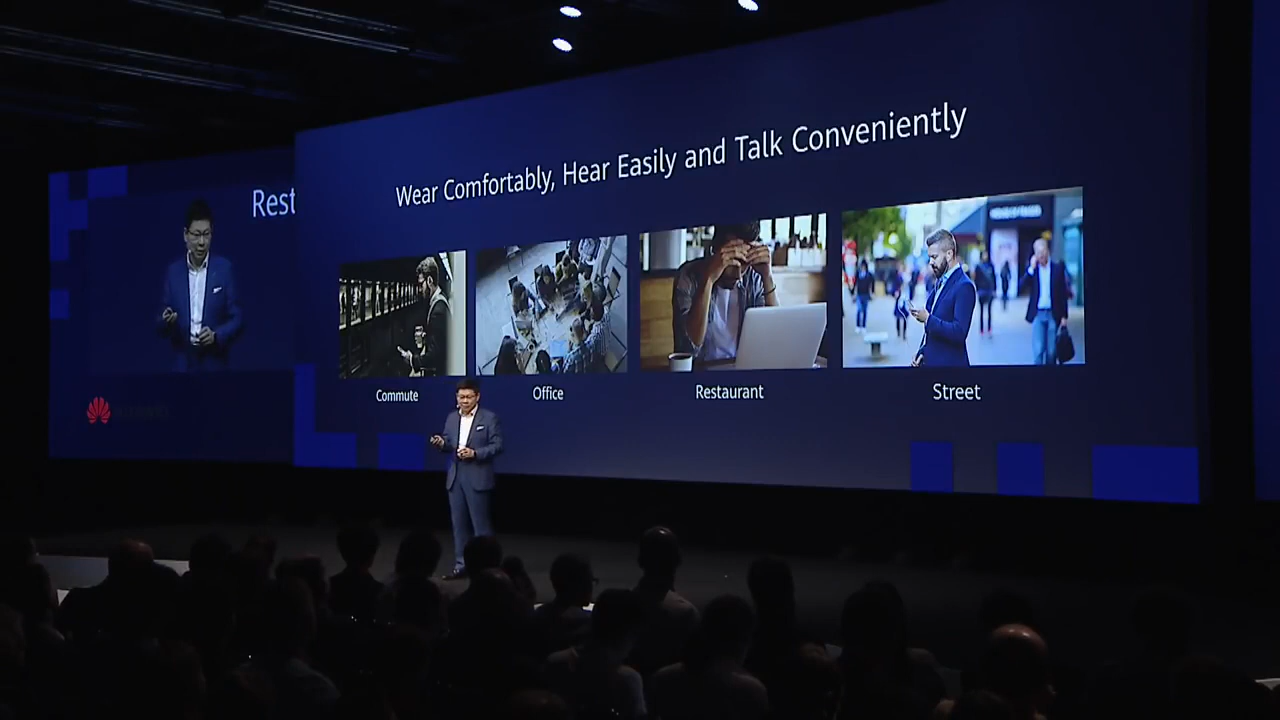 Rest
Wear Comfortably, Hear Easily and Talk Conveniently
Commute
Office
Restaurant
Street